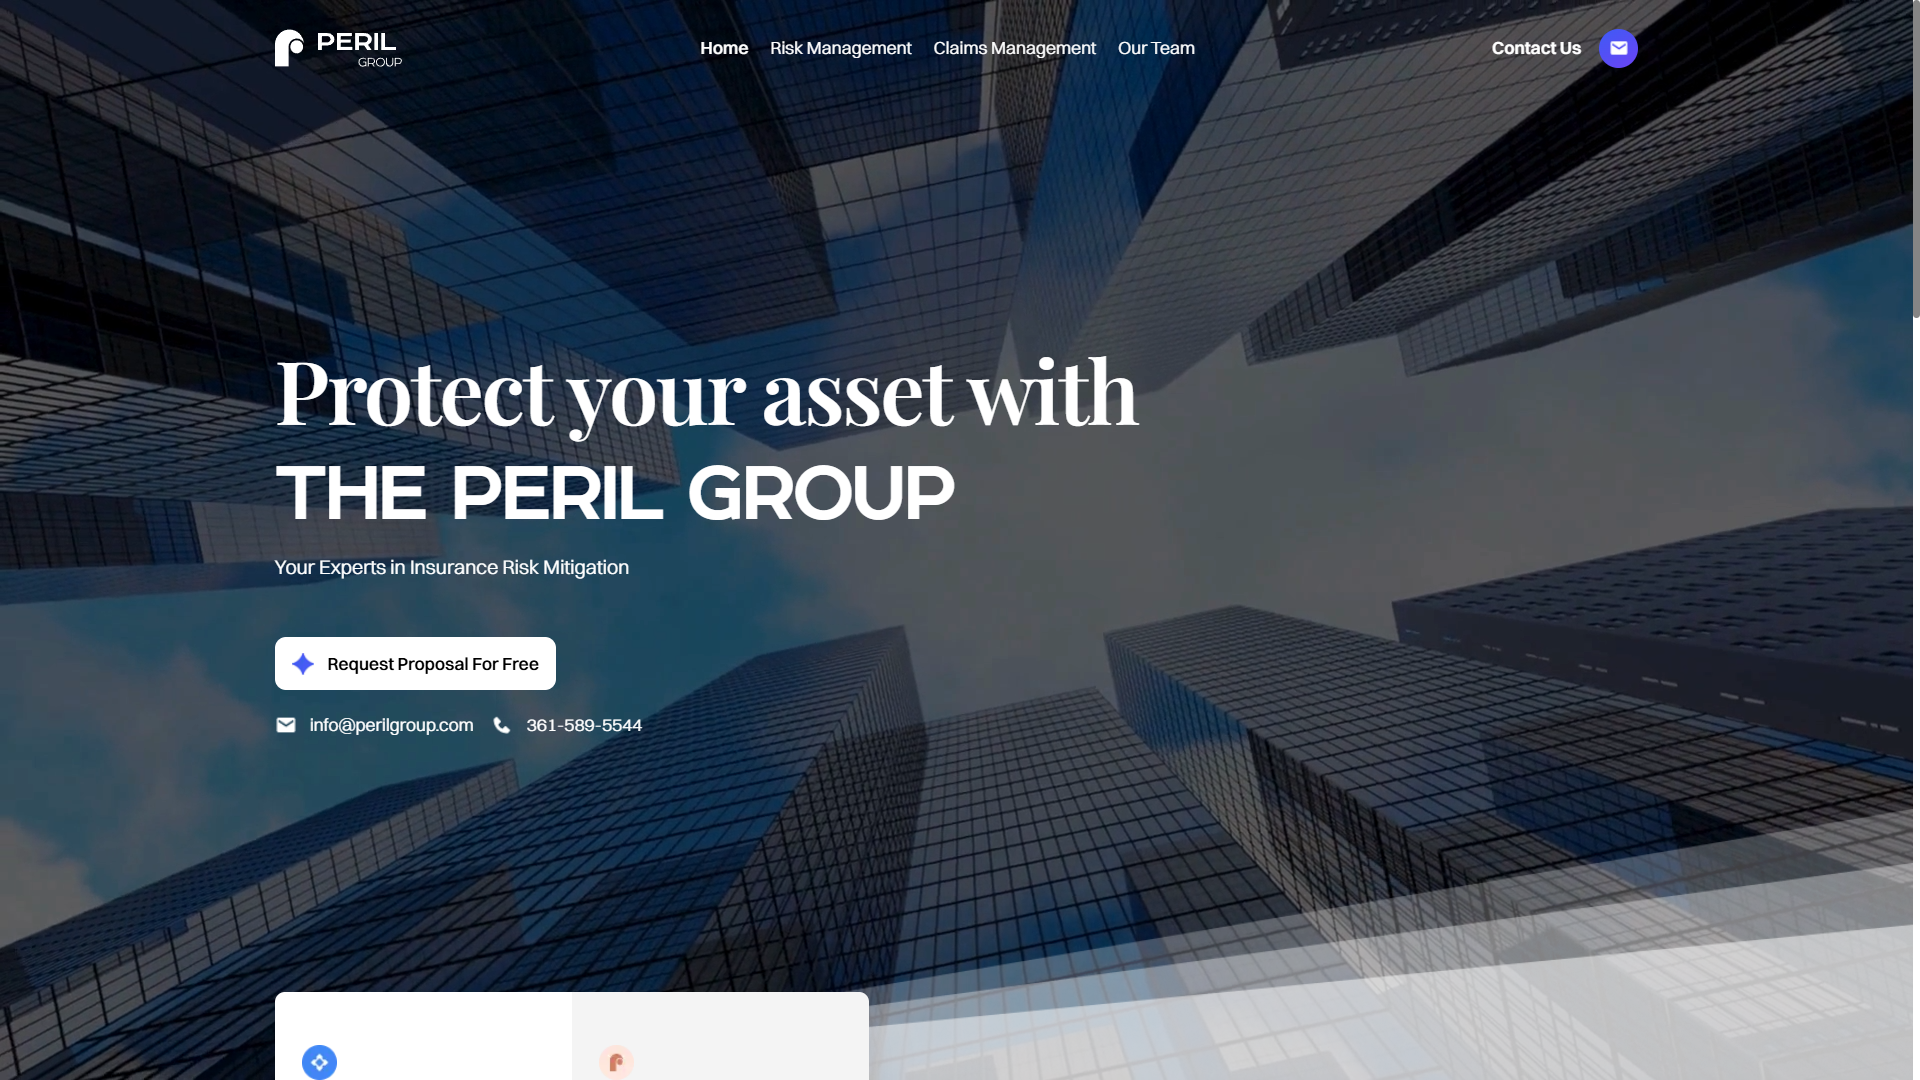 PERIL
GROUP
Home Risk Management Claims Management Our Team
Contact Us
Protect your asset with
THE PERIL GROUP
Your Experts in Insurance Risk Mitigation
Request Proposal For Free
info@perilgroup.com 361-589-5544